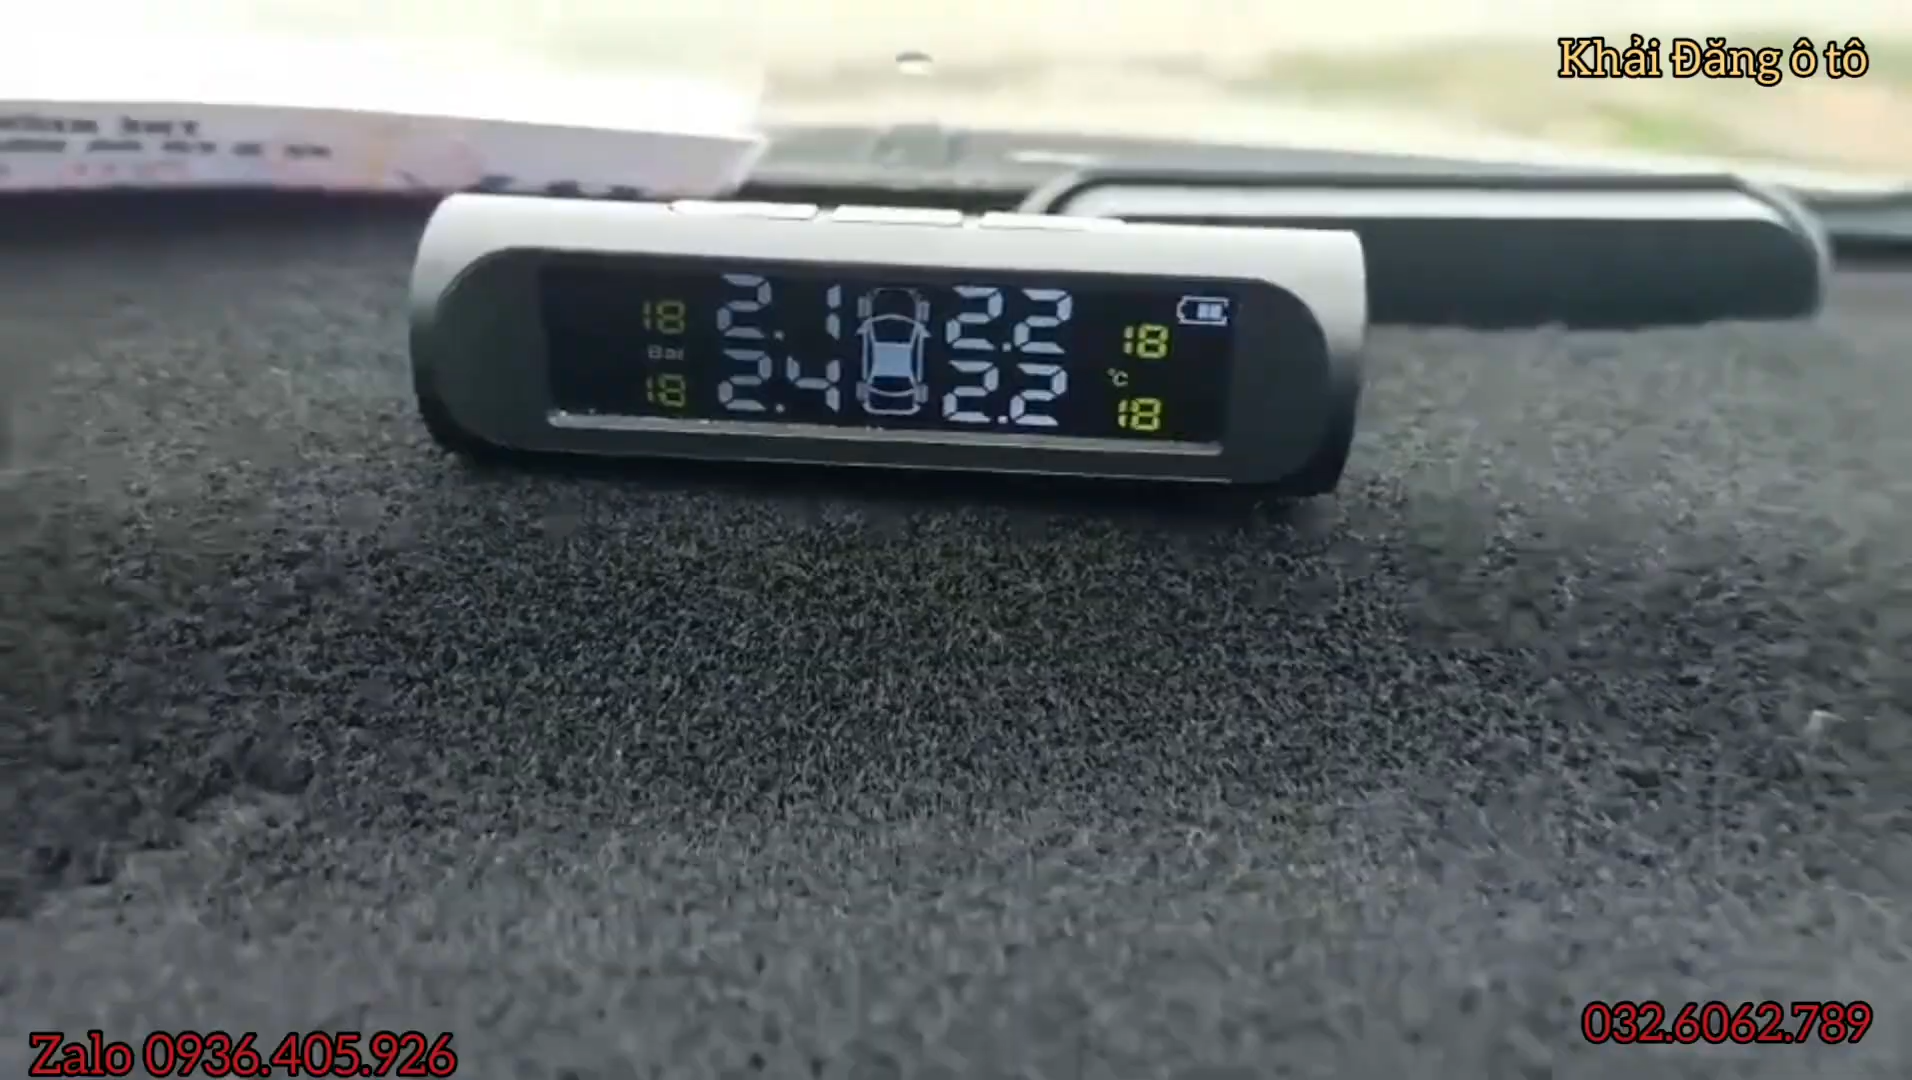 Khải Đăng ô tô
18 2.1 2.2 18
Bar °C
18 2.4 2.2 18
Zalo 0936.405.926
032.6062.789